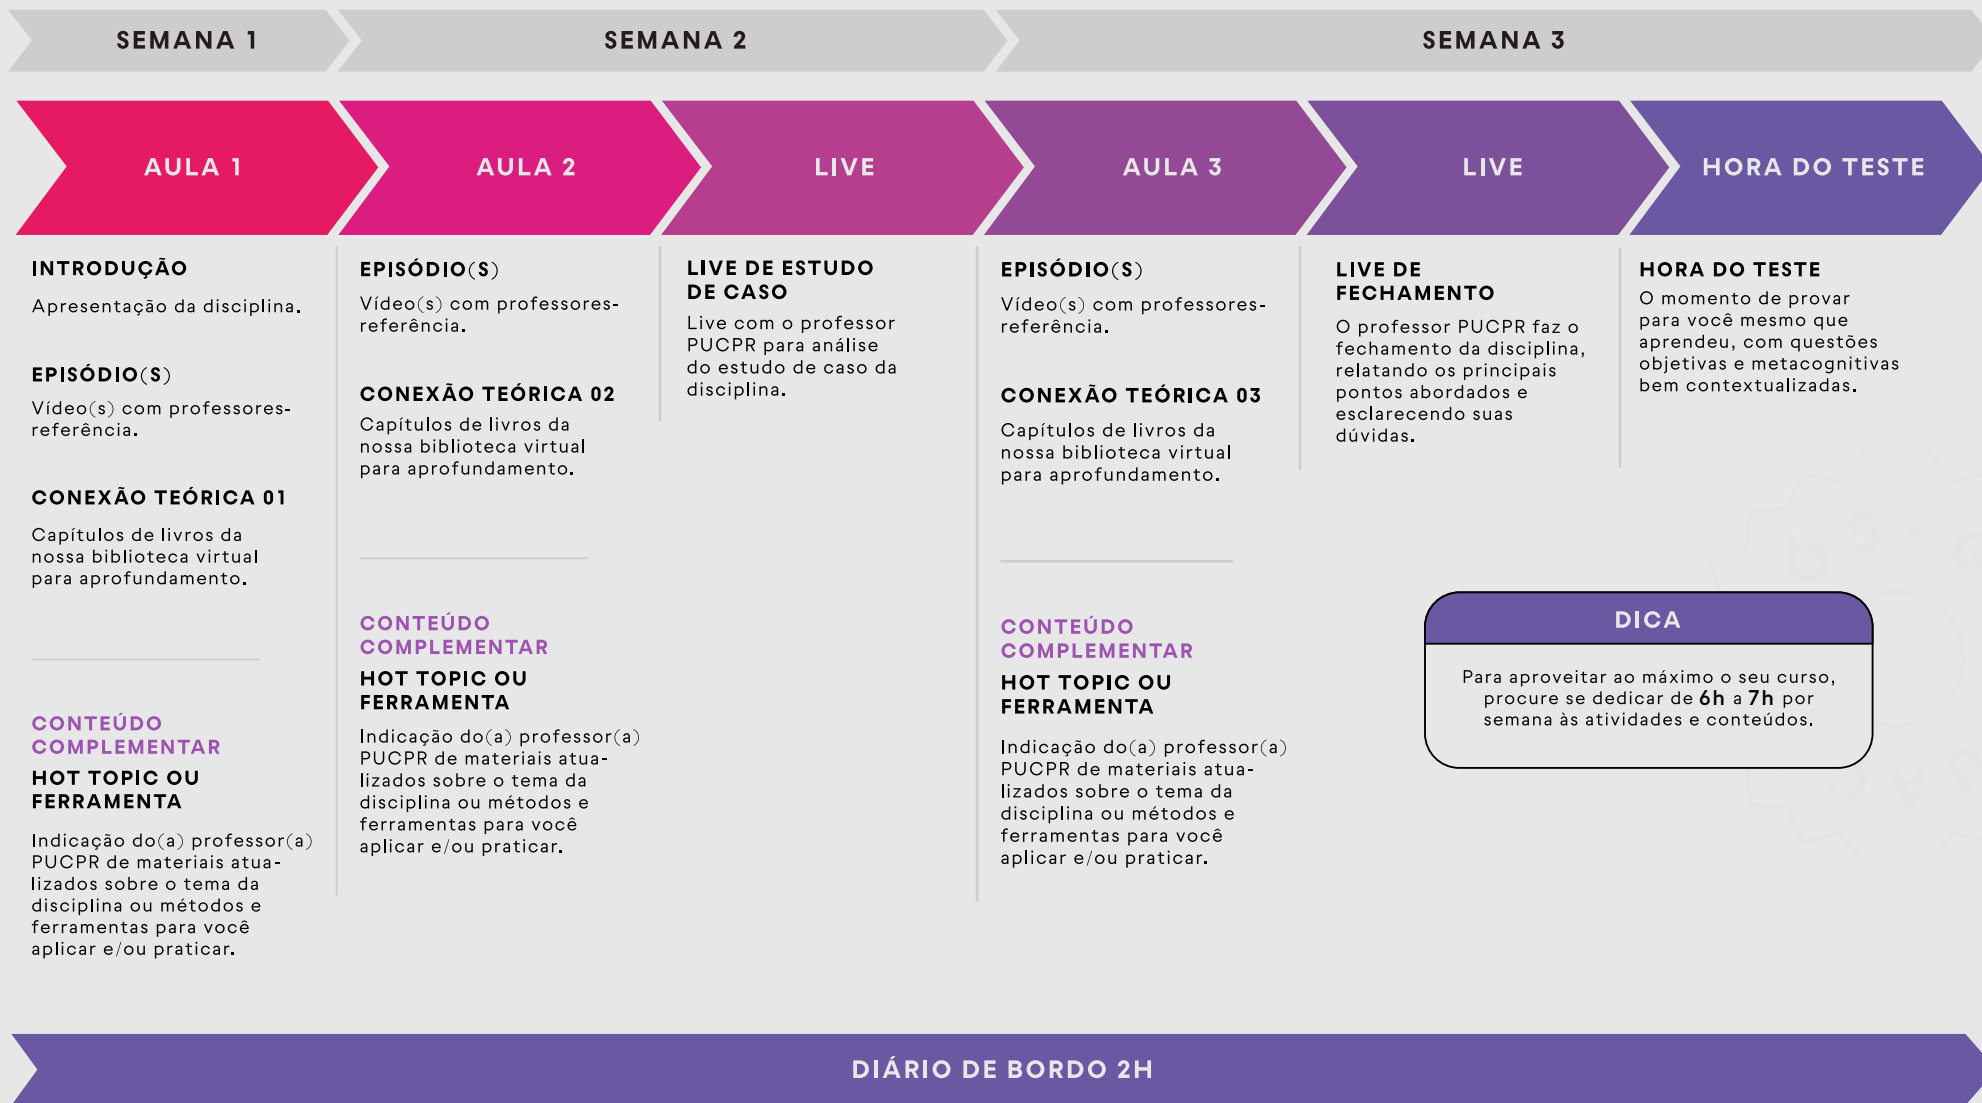 SEMANA 1
SEMANA 2
SEMANA 3
AULA 1
AULA 2
LIVE
AULA 3
LIVE
HORA DO TESTE
INTRODUÇÃO
Apresentação da disciplina.
EPISÓDIO(S)
Vídeo(s) com professores-
referência.
CONEXÃO TEÓRICA 01
Capítulos de livros da
nossa biblioteca virtual
para aprofundamento.
CONTEÚDO
COMPLEMENTAR
HOT TOPIC OU
FERRAMENTA
Indicação do(a) professor(a)
PUCPR de materiais atua-
lizados sobre o tema da
disciplina ou métodos e
ferramentas para você
aplicar e/ou praticar.
EPISÓDIO(S)
Vídeo(s) com professores-
referência.
CONEXÃO TEÓRICA 02
Capítulos de livros da
nossa biblioteca virtual
para aprofundamento.
CONTEÚDO
COMPLEMENTAR
HOT TOPIC OU
FERRAMENTA
Indicação do(a) professor(a)
PUCPR de materiais atua-
lizados sobre o tema da
disciplina ou métodos e
ferramentas para você
aplicar e/ou praticar.
LIVE DE ESTUDO
DE CASO
Live com o professor
PUCPR para análise
do estudo de caso da
disciplina.
EPISÓDIO(S)
Vídeo(s) com professores-
referência.
CONEXÃO TEÓRICA 03
Capítulos de livros da
nossa biblioteca virtual
para aprofundamento.
CONTEÚDO
COMPLEMENTAR
HOT TOPIC OU
FERRAMENTA
Indicação do(a) professor(a)
PUCPR de materiais atua-
lizados sobre o tema da
disciplina ou métodos e
ferramentas para você
aplicar e/ou praticar.
LIVE DE
FECHAMENTO
O professor PUCPR faz o
fechamento da disciplina,
relatando os principais
pontos abordados e
esclarecendo suas
dúvidas.
HORA DO TESTE
O momento de provar
para você mesmo que
aprendeu, com questões
objetivas e metacognitivas
bem contextualizadas.
DICA
Para aproveitar ao máximo o seu curso,
procure se dedicar de 6h a 7h por
semana às atividades e conteúdos.
DIÁRIO DE BORDO 2H